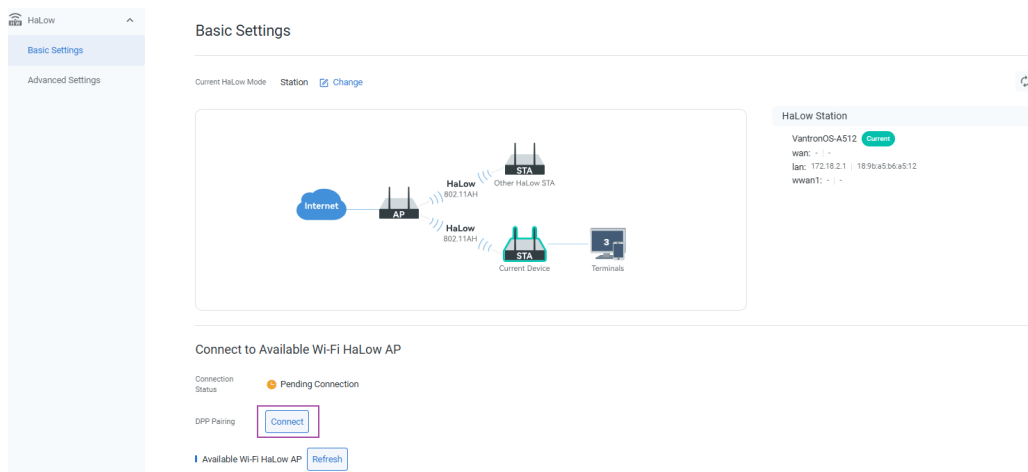 HaLow
Basic Settings
Advanced Settings
Basic Settings
Current HaLow Mode Station Change
HaLow Station
VantronOS-A512 Current
wan: - | -
lan: 172.18.2.1 | 18:9b:a5:b6:a5:12
wwan1: - | -
STA
Other HaLow STA
HaLow
802.11AH
Internet
AP
HaLow
802.11AH
STA
Current Device
3
Terminals
Connect to Available Wi-Fi HaLow AP
Connection
Status
Pending Connection
DPP Pairing Connect
Available Wi-Fi HaLow AP Refresh